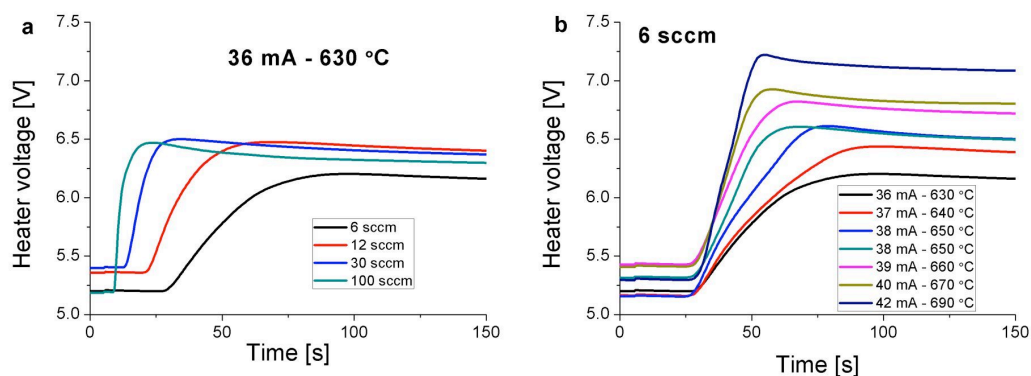 a
36 mA - 630 °C
Heater voltage [V]
7.5
7.0
6.5
6.0
5.5
5.0
6 sccm
12 sccm
30 sccm
100 sccm
0
50
100
150
Time [s]
b
6 sccm
Heater voltage [V]
7.5
7.0
6.5
6.0
5.5
5.0
36 mA - 630 °C
37 mA - 640 °C
38 mA - 650 °C
38 mA - 650 °C
39 mA - 660 °C
40 mA - 670 °C
42 mA - 690 °C
0
50
100
150
Time [s]